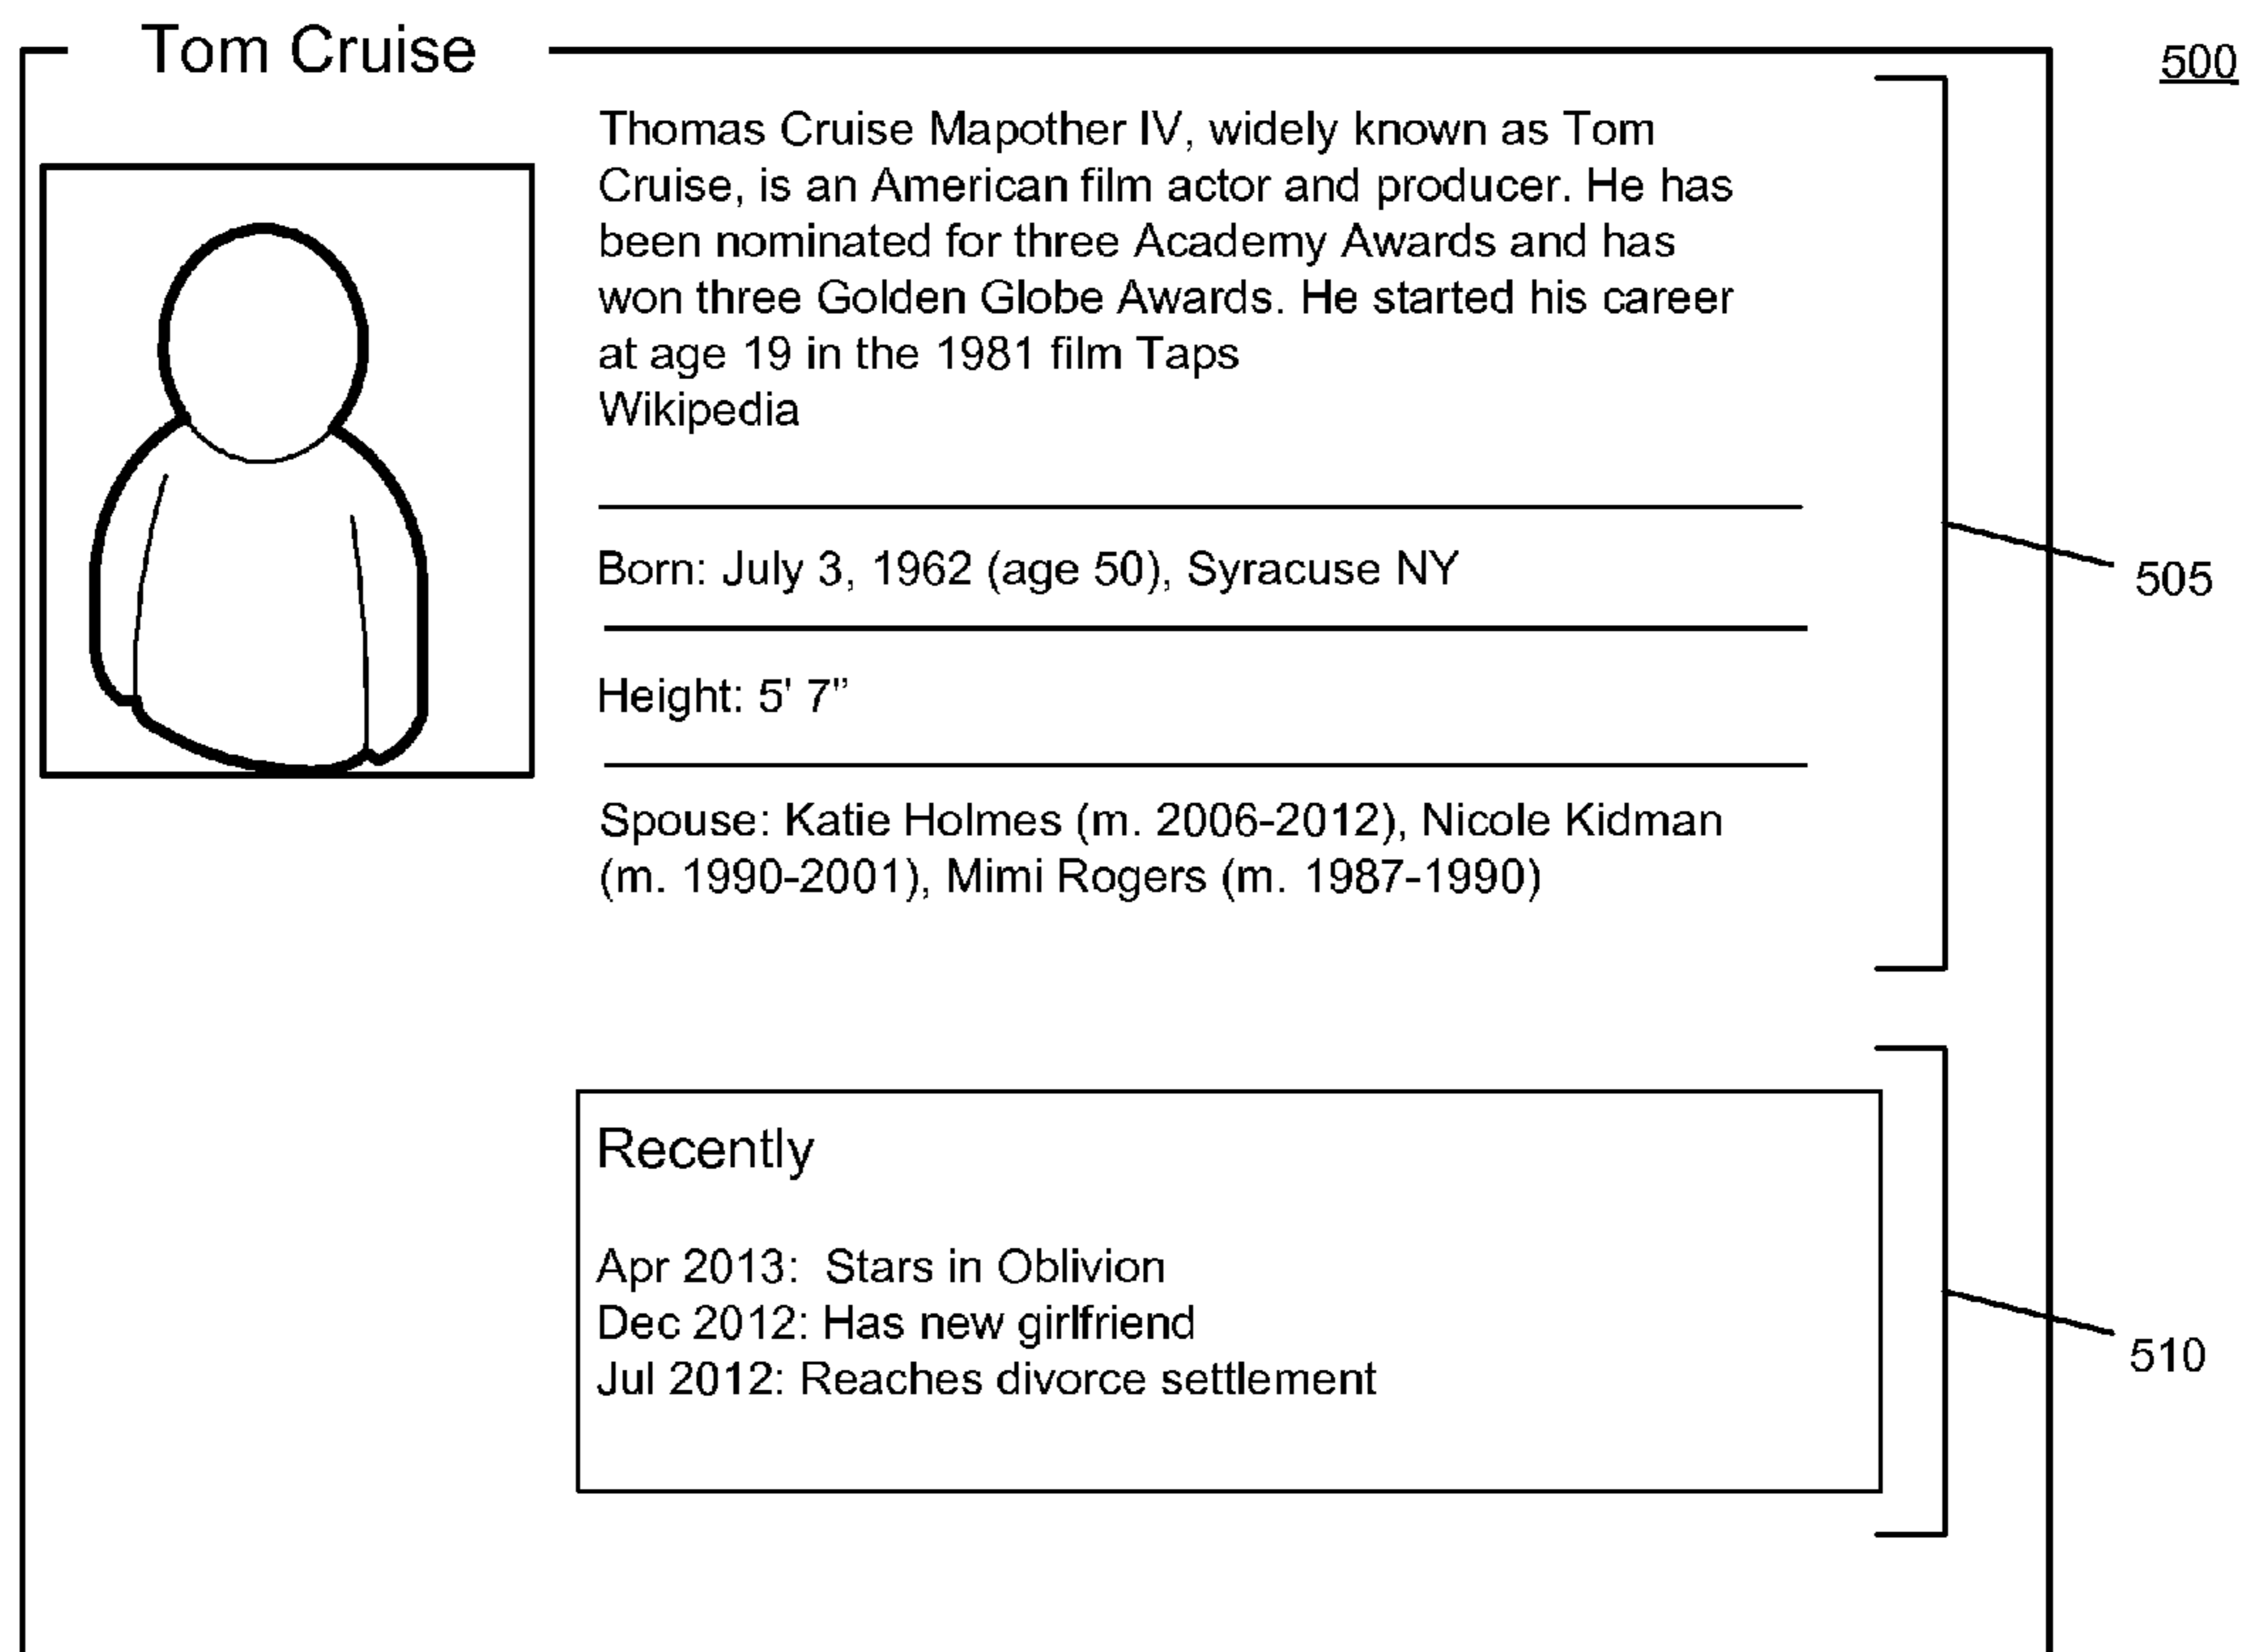 Tom Cruise
500
Thomas Cruise Mapother IV, widely known as Tom
Cruise, is an American film actor and producer. He has
been nominated for three Academy Awards and has
won three Golden Globe Awards. He started his career
at age 19 in the 1981 film Taps
Wikipedia
Born: July 3, 1962 (age 50), Syracuse NY
505
Height: 5' 7”
Spouse: Katie Holmes (m. 2006-2012), Nicole Kidman
(m. 1990-2001), Mimi Rogers (m. 1987-1990)
Recently
Apr 2013:  Stars in Oblivion
Dec 2012: Has new girlfriend
Jul 2012: Reaches divorce settlement
510